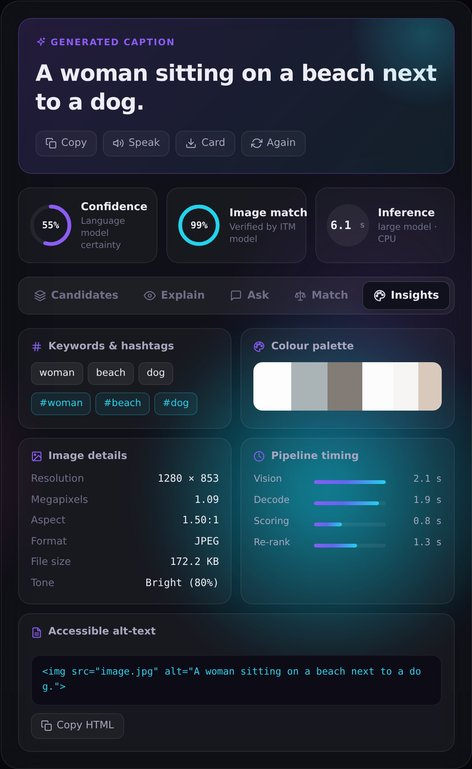 GENERATED CAPTION
A woman sitting on a beach next
to a dog.
Copy
Speak
Card
Again
55%
Confidence
Language
model
certainty
99%
Image match
Verified by ITM
model
6.1 s
Inference
large model ·
CPU
Candidates
Explain
Ask
Match
Insights
Keywords & hashtags
woman
beach
dog
#woman
#beach
#dog
Colour palette
Image details
Resolution 1280 × 853
Megapixels 1.09
Aspect 1.50:1
Format JPEG
File size 172.2 KB
Tone Bright (80%)
Pipeline timing
Vision 2.1 s
Decode 1.9 s
Scoring 0.8 s
Re-rank 1.3 s
Accessible alt-text
<img src="image.jpg" alt="A woman sitting on a beach next to a do
g.">
Copy HTML